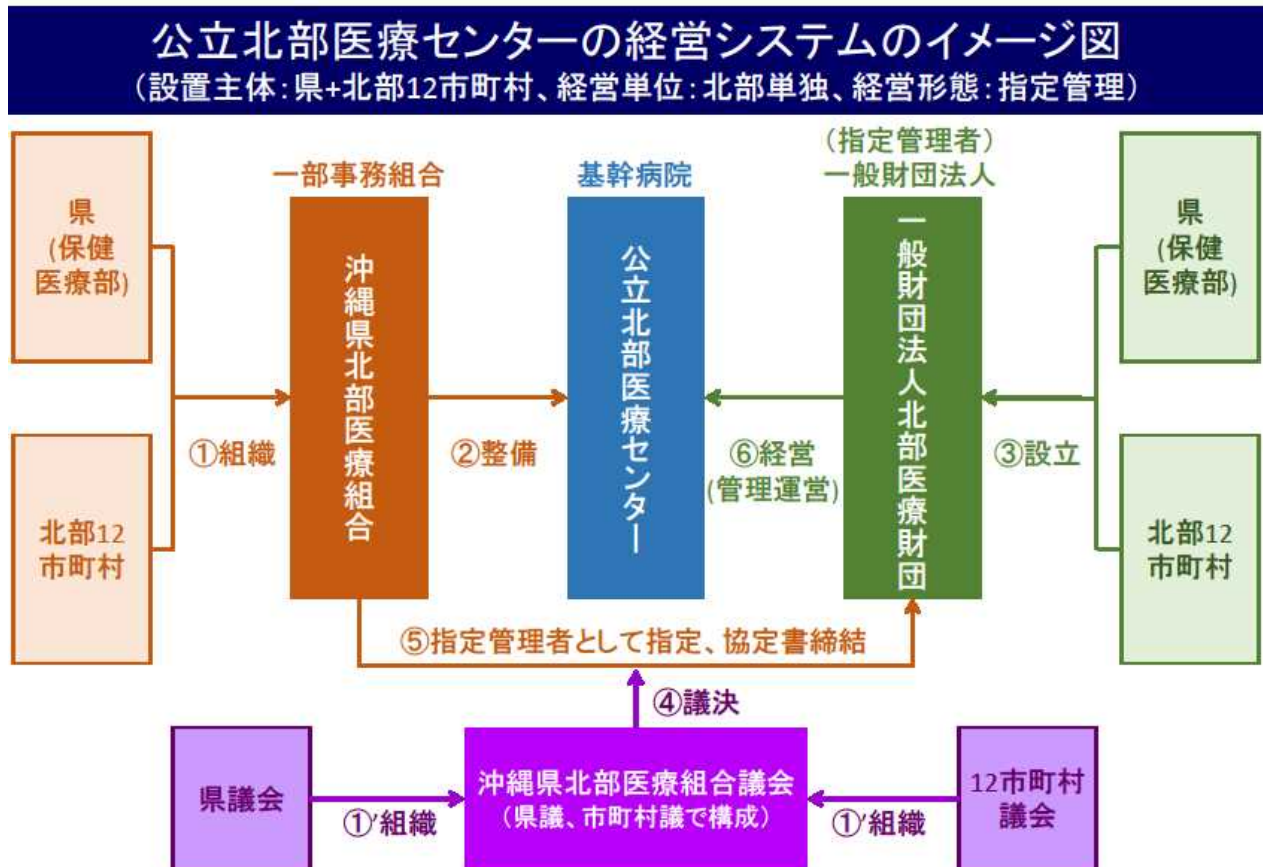 公立北部医療センターの経営システムのイメージ図
（設置主体：県+北部12市町村、経営単位：北部単独、経営形態：指定管理）
県
(保健
医療部)
北部12
市町村
①組織
一部事務組合
沖縄県北部医療組合
②整備
基幹病院
公立北部医療センター
⑥経営
(管理運営)
（指定管理者）
一般財団法人
一般財団法人北部医療財団
③設立
県
(保健
医療部)
北部12
市町村
⑤指定管理者として指定、協定書締結
④議決
県議会
①’組織
沖縄県北部医療組合議会
（県議、市町村議で構成）
①’組織
12市町村
議会